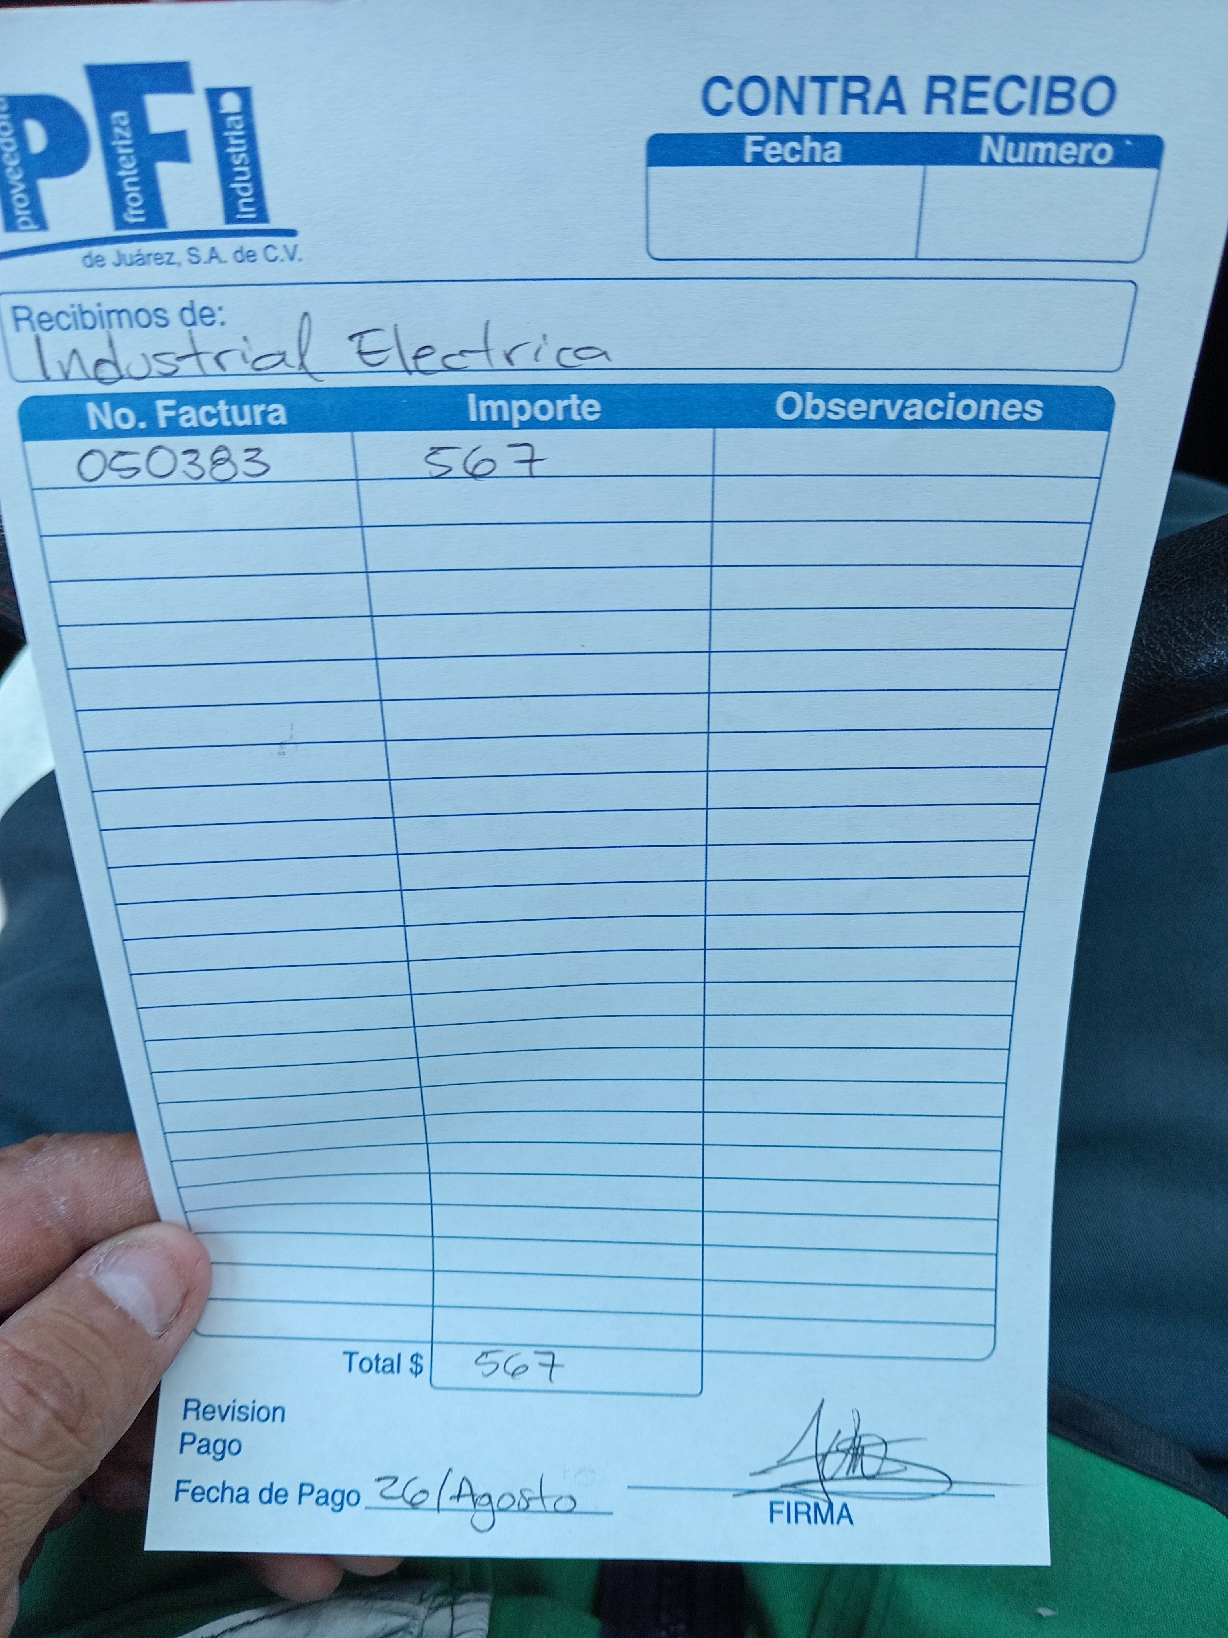 PFI
proveedora fronteriza Industrial
de Juárez, S.A. de C.V.
CONTRA RECIBO
Fecha Numero
Recibimos de:
Industrial Electrica
No. Factura Importe Observaciones
050383 567
Total $ 567
Revision
Pago
Fecha de Pago 26/Agosto
FIRMA